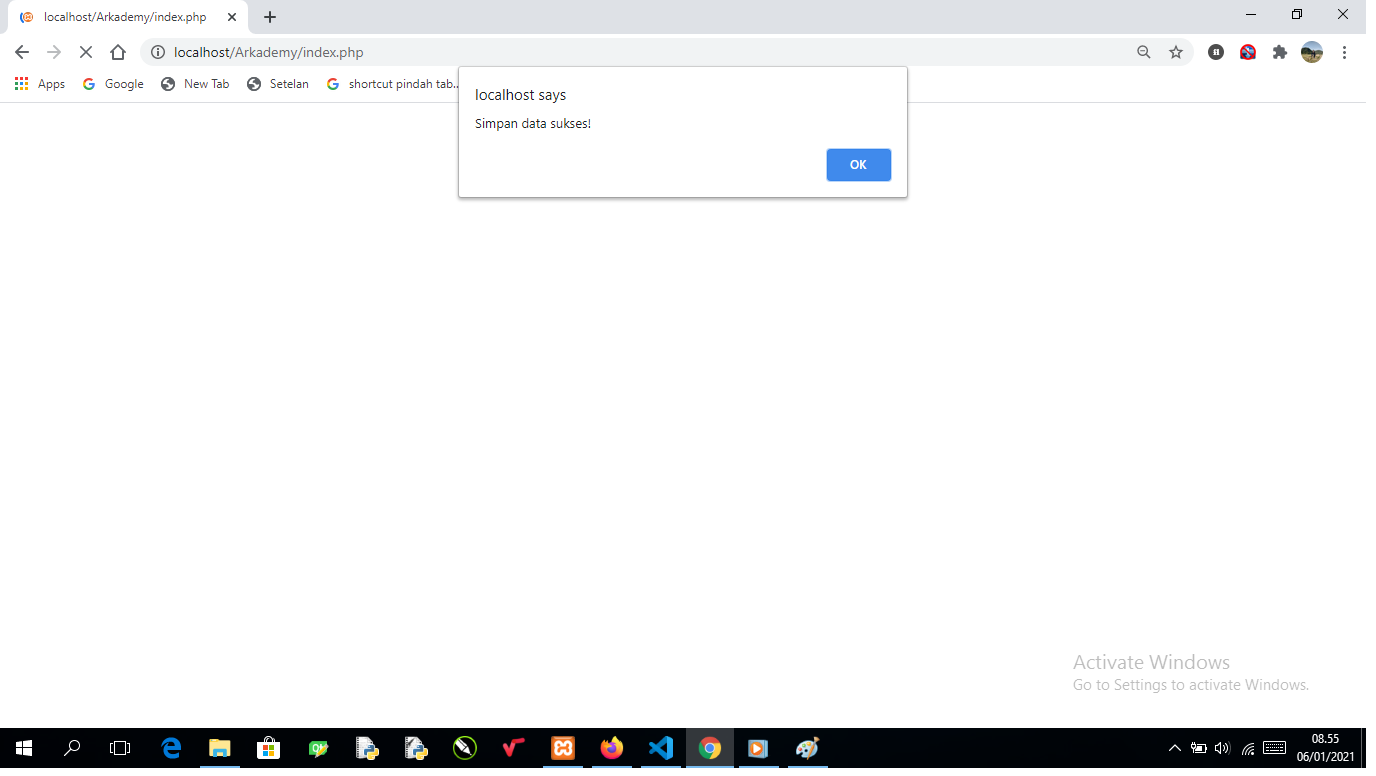 localhost/Arkademy/index.php
localhost/Arkademy/index.php
Apps
Google
New Tab
Setelan
shortcut pindah tab...
localhost says
Simpan data sukses!
OK
Activate Windows
Go to Settings to activate Windows.
08.55
06/01/2021